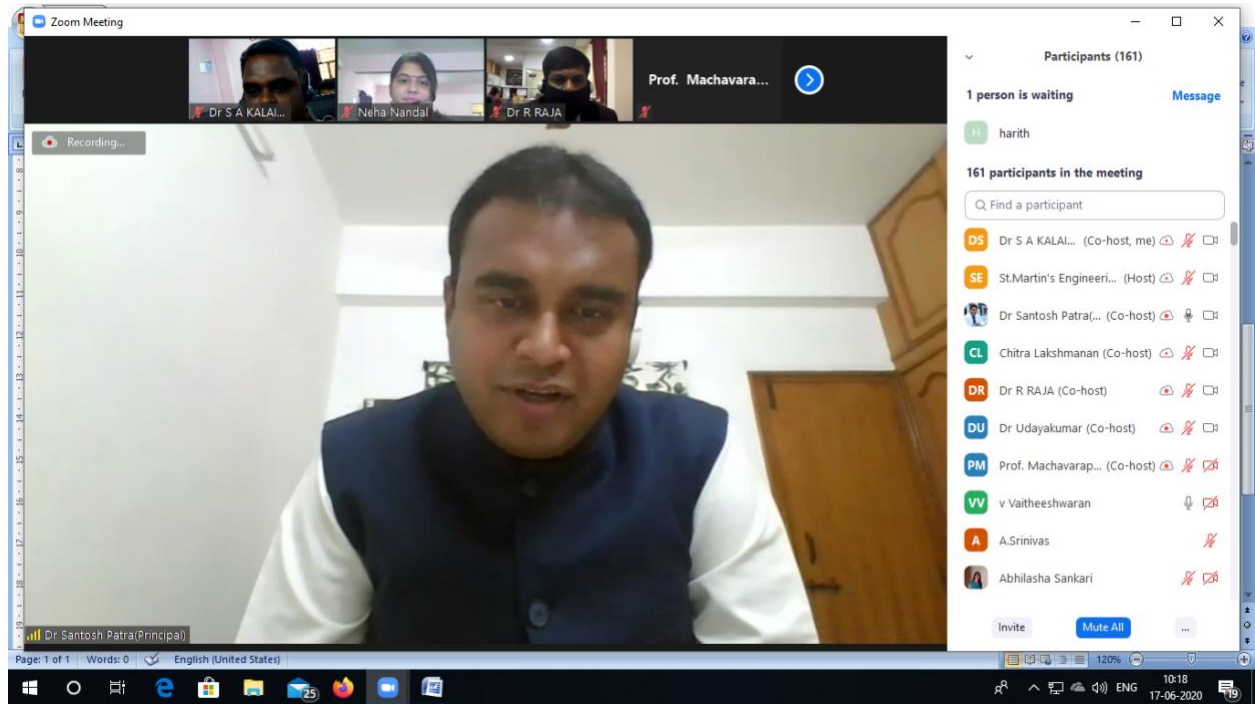 Zoom Meeting
Dr S A KALAI...
Neha Nandal
Dr R RAJA
Prof. Machavara...
Recording...
Dr Santosh Patra(Principal)
Participants (161)
1 person is waiting Message
H harith
161 participants in the meeting
Find a participant
DS Dr S A KALAI... (Co-host, me)
SE St.Martin's Engineeri... (Host)
Dr Santosh Patra(... (Co-host)
CL Chitra Lakshmanan (Co-host)
DR Dr R RAJA (Co-host)
DU Dr Udayakumar (Co-host)
PM Prof. Machavarap... (Co-host)
VV v Vaitheeshwaran
A A.Srinivas
Abhilasha Sankari
Invite Mute All ...
Page: 1 of 1 Words: 0 English (United States) 120%
25 ENG 10:18
17-06-2020 19